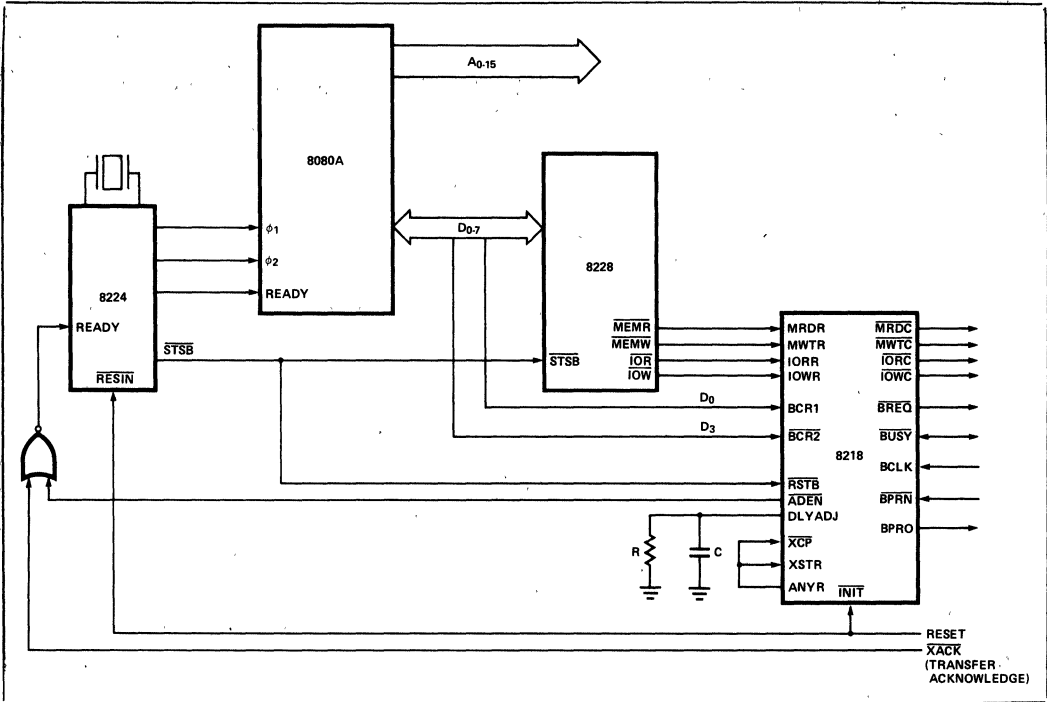 A0-15
8080A
ϕ1
ϕ2
READY
D0-7
8224
READY
STSB
RESIN
8228
MEMR
MEMW
IOR
IOW
STSB
D0
D3
MRDR
MWTR
IORR
IOWR
BCR1
BCR2
8218
RSTB
ADEN
DLYADJ
XCP
XSTR
ANYR
INIT
MRDC
MWTC
IORC
IOWC
BREQ
BUSY
BCLK
BPRN
BPRO
R
C
RESET
XACK
(TRANSFER
ACKNOWLEDGE)